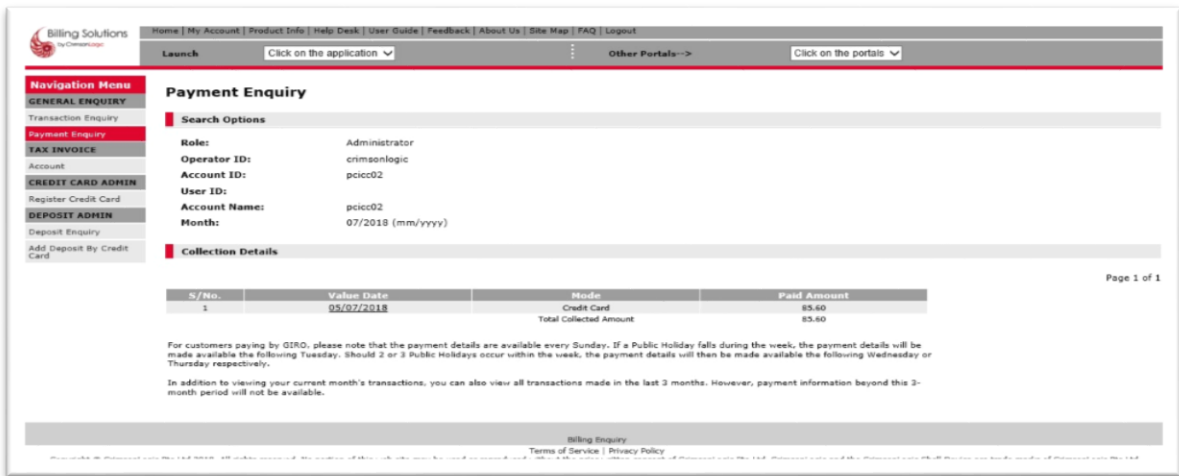 Billing Solutions
by CrimsonLogic
Home | My Account | Product Info | Help Desk | User Guide | Feedback | About Us | Site Map | FAQ | Logout
Launch Click on the application Other Portals--> Click on the portals
Navigation Menu
GENERAL ENQUIRY
Transaction Enquiry
Payment Enquiry
TAX INVOICE
Account
CREDIT CARD ADMIN
Register Credit Card
DEPOSIT ADMIN
Deposit Enquiry
Add Deposit By Credit
Card
Payment Enquiry
Search Options
Role: Administrator
Operator ID: crimsonlogic
Account ID: pcicc02
User ID:
Account Name: pcicc02
Month: 07/2018 (mm/yyyy)
Collection Details
Page 1 of 1
S/No. Value Date Mode Paid Amount
1 05/07/2018 Credit Card 85.60
Total Collected Amount 85.60
For customers paying by GIRO, please note that the payment details are available every Sunday. If a Public Holiday falls during the week, the payment details will be
made available the following Tuesday. Should 2 or 3 Public Holidays occur within the week, the payment details will then be made available the following Wednesday or
Thursday respectively.
In addition to viewing your current month's transactions, you can also view all transactions made in the last 3 months. However, payment information beyond this 3-
month period will not be available.
Billing Enquiry
Terms of Service | Privacy Policy